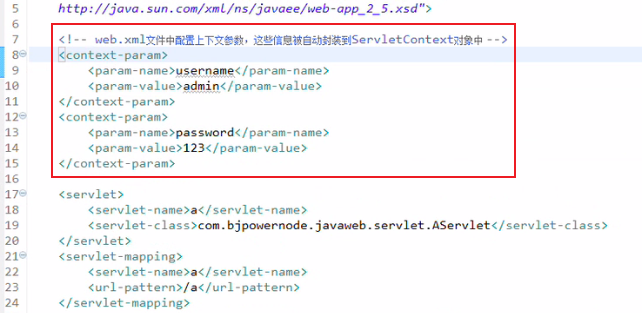 5 http://java.sun.com/xml/ns/javaee/web-app_2_5.xsd">
6
7 <!-- web.xml文件中配置上下文参数，这些信息被自动封装到ServletContext对象中 -->
8 <context-param>
9 <param-name>username</param-name>
10 <param-value>admin</param-value>
11 </context-param>
12 <context-param>
13 <param-name>password</param-name>
14 <param-value>123</param-value>
15 </context-param>
16
17 <servlet>
18 <servlet-name>a</servlet-name>
19 <servlet-class>com.bjpowernode.javaweb.servlet.AServlet</servlet-class>
20 </servlet>
21 <servlet-mapping>
22 <servlet-name>a</servlet-name>
23 <url-pattern>/a</url-pattern>
24 </servlet-mapping>